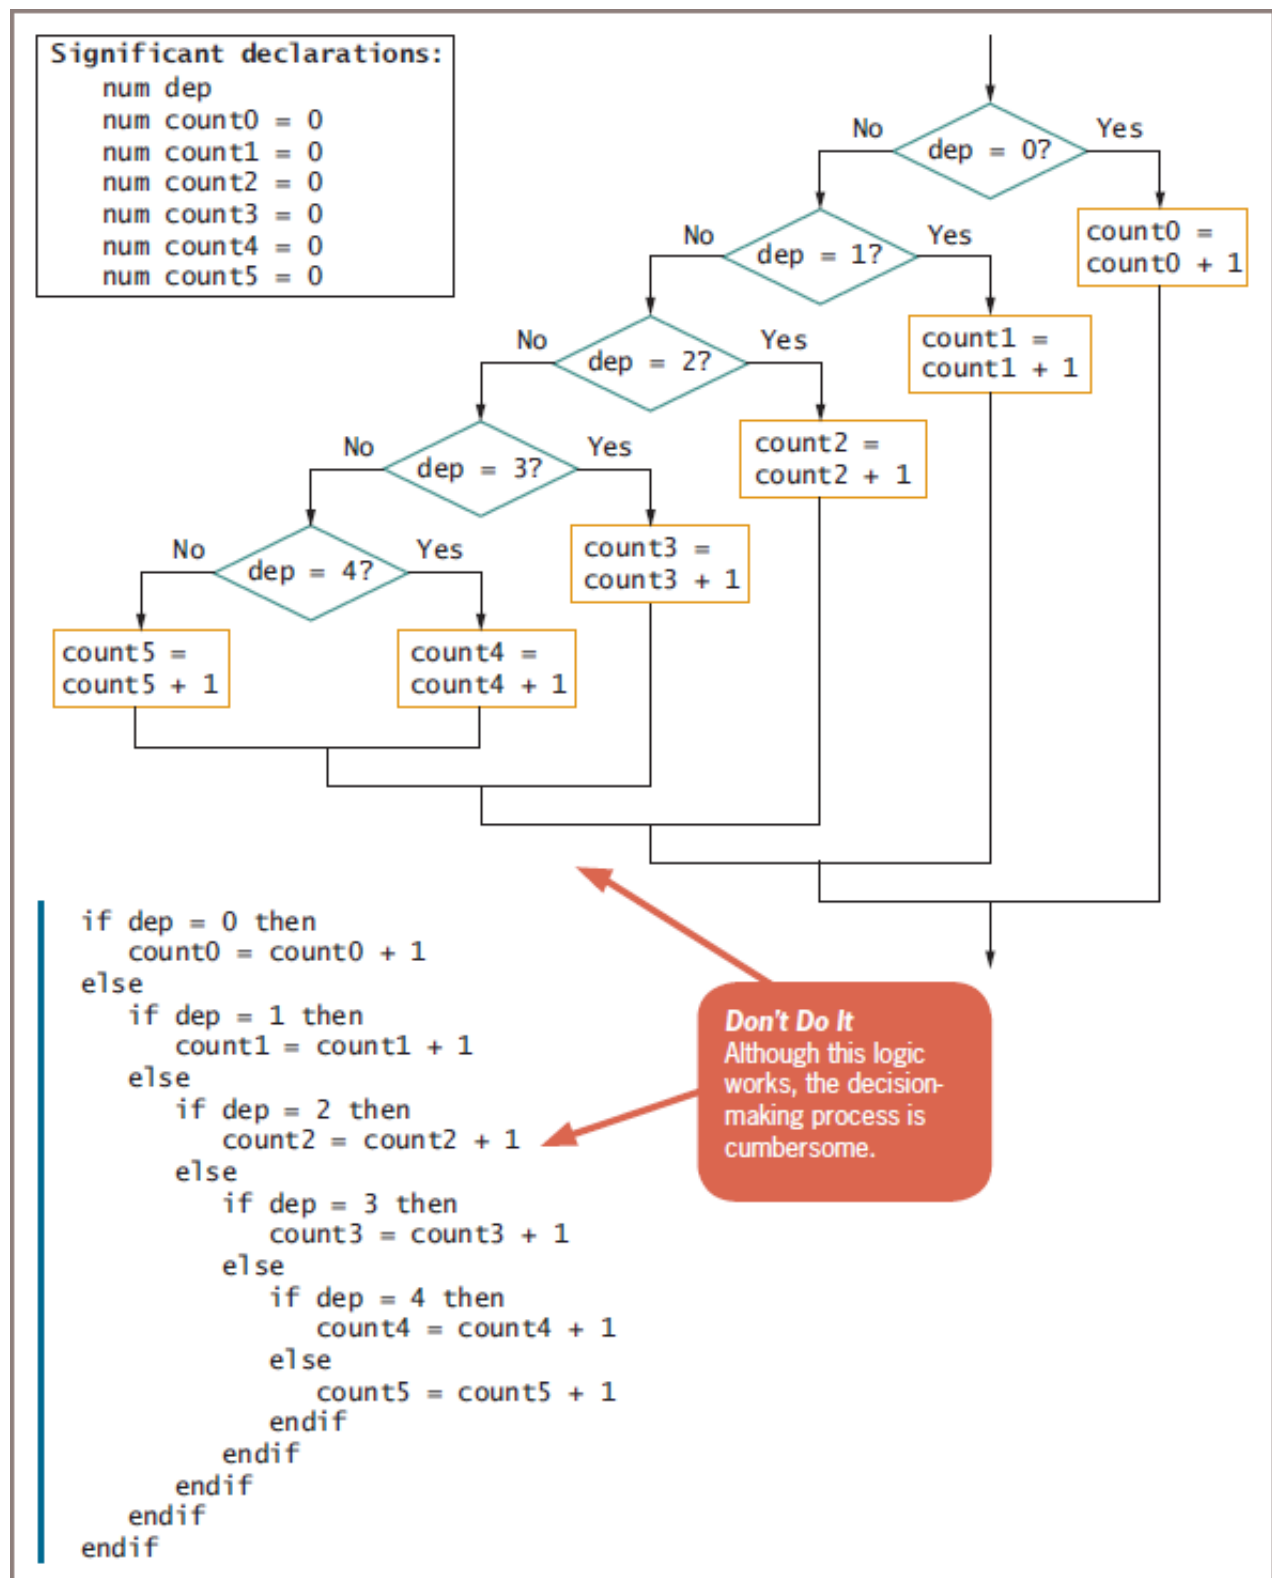 Significant declarations:
num dep
num count0 = 0
num count1 = 0
num count2 = 0
num count3 = 0
num count4 = 0
num count5 = 0
dep = 0?
No
Yes
count0 =
count0 + 1
dep = 1?
No
Yes
count1 =
count1 + 1
dep = 2?
No
Yes
count2 =
count2 + 1
dep = 3?
No
Yes
count3 =
count3 + 1
dep = 4?
No
Yes
count5 =
count5 + 1
count4 =
count4 + 1
if dep = 0 then
   count0 = count0 + 1
else
   if dep = 1 then
      count1 = count1 + 1
   else
      if dep = 2 then
         count2 = count2 + 1
      else
         if dep = 3 then
            count3 = count3 + 1
         else
            if dep = 4 then
               count4 = count4 + 1
            else
               count5 = count5 + 1
            endif
         endif
      endif
   endif
endif
Don't Do It
Although this logic
works, the decision-
making process is
cumbersome.